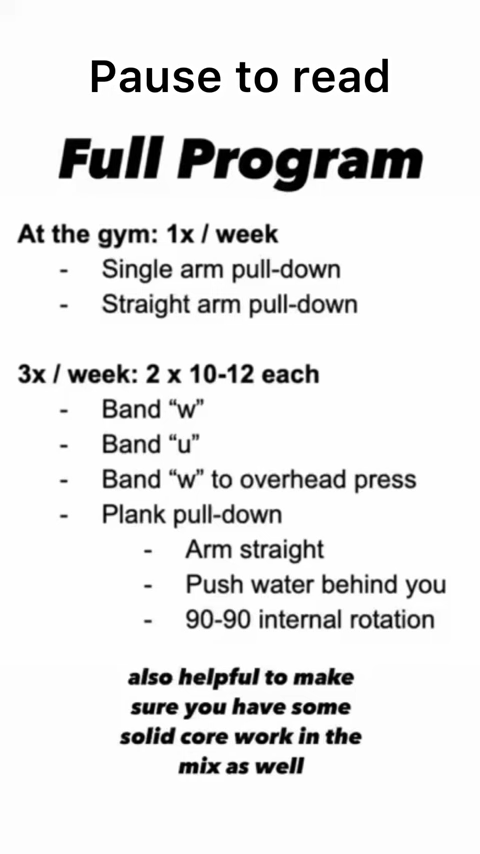 Pause to read
Full Program
At the gym: 1x / week
- Single arm pull-down
- Straight arm pull-down
3x / week: 2 x 10-12 each
- Band “w”
- Band “u”
- Band “w” to overhead press
- Plank pull-down
- Arm straight
- Push water behind you
- 90-90 internal rotation
also helpful to make
sure you have some
solid core work in the
mix as well